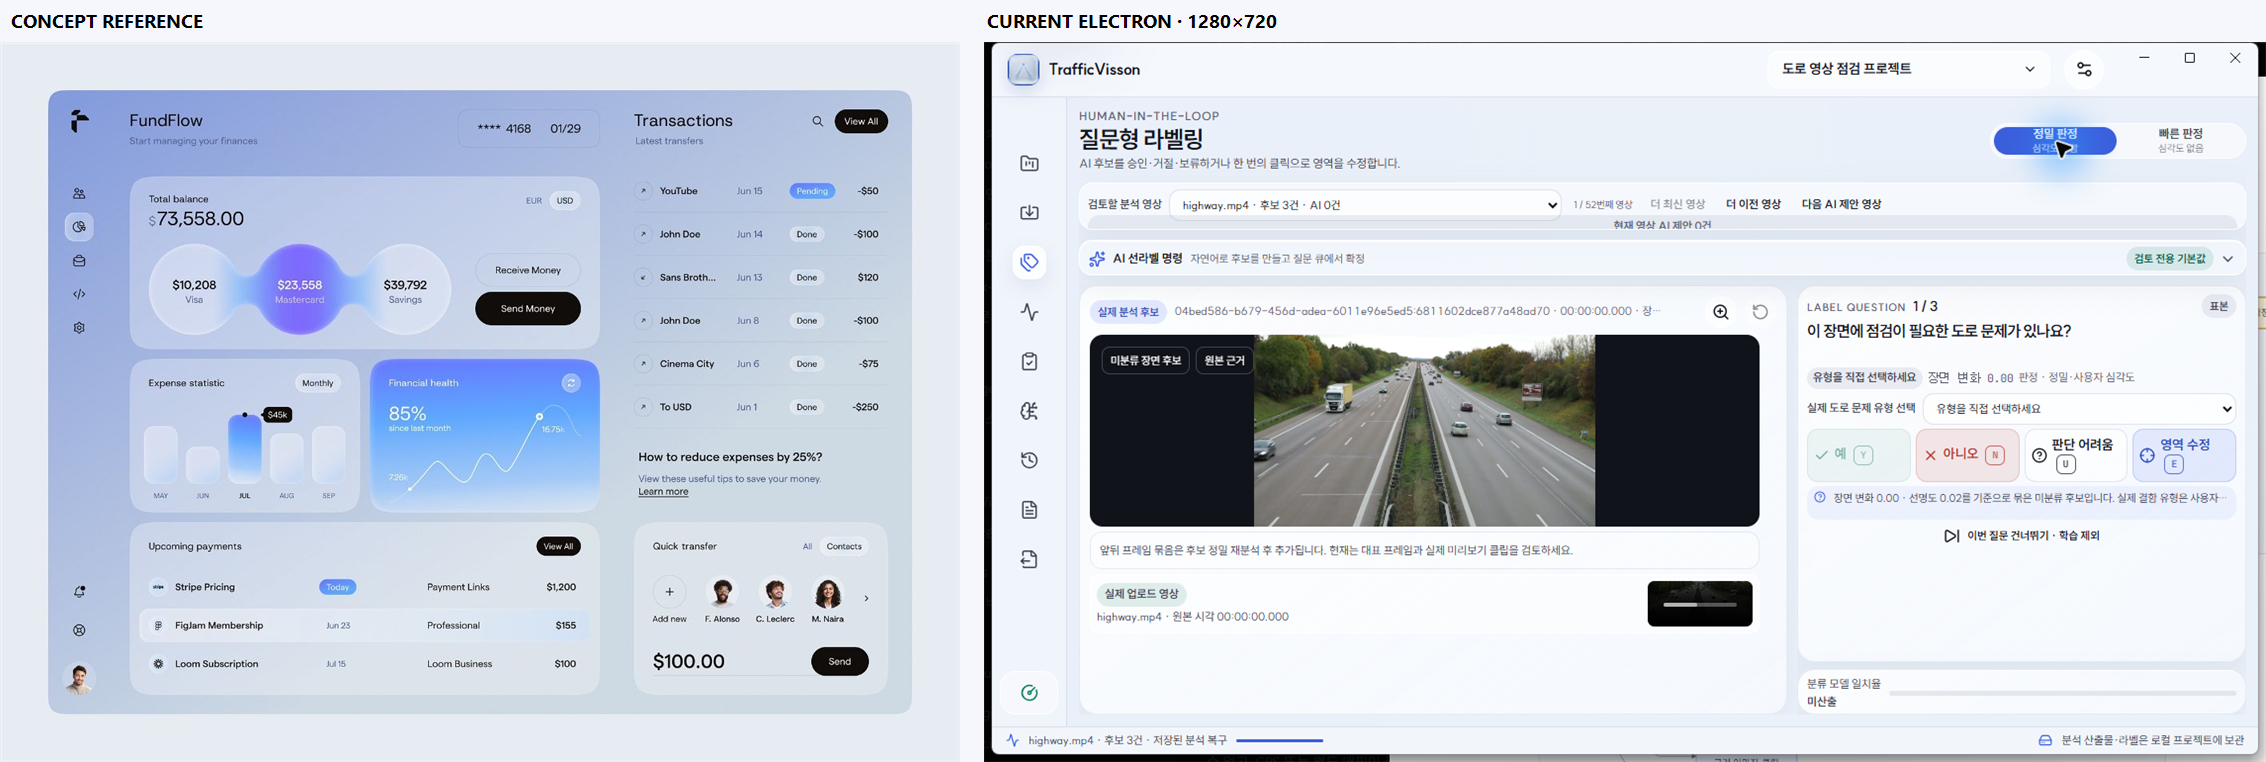 CONCEPT REFERENCE
FundFlow
Start managing your finances
**** 4168 01/29
Total balance
EUR USD
$73,558.00
$10,208
Visa
$23,558
Mastercard
$39,792
Savings
Receive Money
Send Money
Expense statistic
Monthly
$45k
MAY JUN JUL AUG SEP
Financial health
85%
since last month
16.75k
7.26k
Upcoming payments
View All
Stripe Pricing Today Payment Links $1,200
FigJam Membership Jun 23 Professional $155
Loom Subscription Jul 15 Loom Business $100
Transactions
Latest transfers
View All
YouTube Jun 15 Pending -$50
John Doe Jun 14 Done -$100
Sans Broth... Jun 13 Done $120
John Doe Jun 8 Done -$100
Cinema City Jun 6 Done -$75
To USD Jun 1 Done -$250
How to reduce expenses by 25%?
View these useful tips to save your money.
Learn more
Quick transfer
All Contacts
Add new F. Alonso C. Leclerc M. Naira
$100.00
Send
CURRENT ELECTRON · 1280×720
TrafficVisson
도로 영상 점검 프로젝트
HUMAN-IN-THE-LOOP
질문형 라벨링
AI 후보를 승인·거절·보류하거나 한 번의 클릭으로 영역을 수정합니다.
정밀 판정
빠른 판정
심각도 없음
검토할 분석 영상 highway.mp4 · 후보 3건 · AI 0건 1 / 52번째 영상 더 최신 영상 더 이전 영상 다음 AI 제안 영상
현재 영상 AI 제안 0건
AI 선라벨 명령 자연어로 후보를 만들고 질문 큐에서 확정
검토 전용 기본값
실제 분석 후보 04bed586-b679-456d-adea-6011e96e5ed5:6811602dce877a48ad70 · 00:00:00.000 · 장...
미분류 장면 후보 원본 근거
앞뒤 프레임 묶음은 후보 정밀 재분석 후 추가됩니다. 현재는 대표 프레임과 실제 미리보기 클립을 검토하세요.
실제 업로드 영상
highway.mp4 · 원본 시각 00:00:00.000
LABEL QUESTION 1 / 3
표본
이 장면에 점검이 필요한 도로 문제가 있나요?
유형을 직접 선택하세요 장면 변화 0.00 판정 · 정밀·사용자 심각도
실제 도로 문제 유형 선택 유형을 직접 선택하세요
예 Y
아니오 N
판단 어려움 U
영역 수정 E
장면 변화 0.00 · 선명도 0.02를 기준으로 묶은 미분류 후보입니다. 실제 결함 유형은 사용자...
이번 질문 건너뛰기 · 학습 제외
분류 모델 일치율
미산출
highway.mp4 · 후보 3건 · 저장된 분석 복구
분석 산출물·라벨은 로컬 프로젝트에 보관